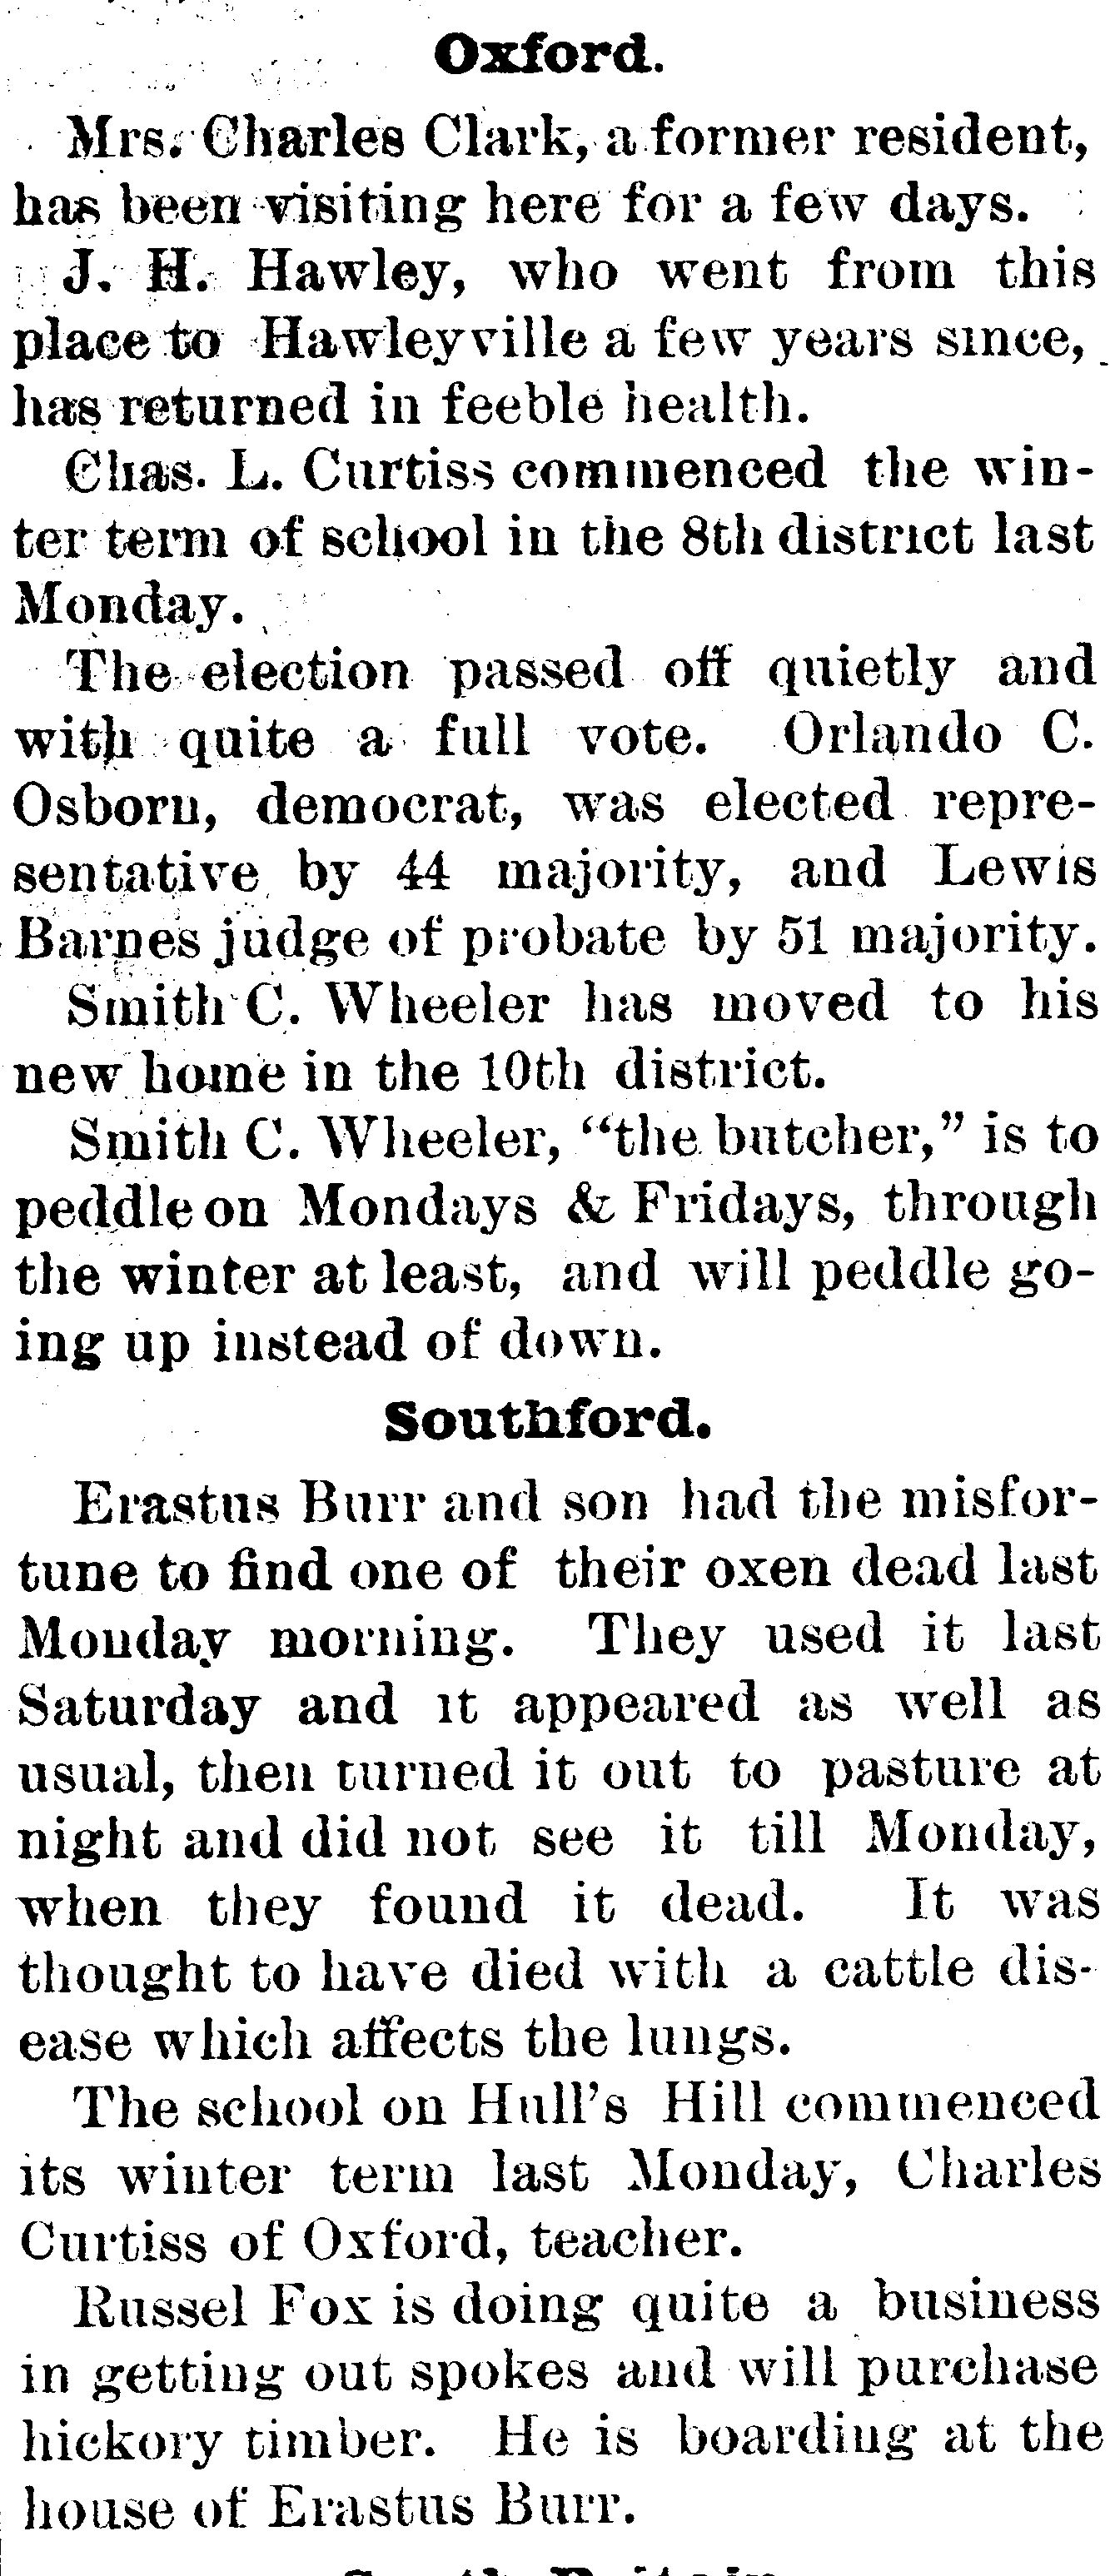 Oxford.
Mrs. Charles Clark, a former resident,
has been visiting here for a few days.
J. H. Hawley, who went from this
place to Hawleyville a few years since,
has returned in feeble health.
Chas. L. Curtiss commenced the win-
ter term of school in the 8th district last
Monday.
The election passed off quietly and
with quite a full vote. Orlando C.
Osborn, democrat, was elected repre-
sentative by 44 majority, and Lewis
Barnes judge of probate by 51 majority.
Smith C. Wheeler has moved to his
new home in the 10th district.
Smith C. Wheeler, "the butcher," is to
peddle on Mondays & Fridays, through
the winter at least, and will peddle go-
ing up instead of down.
Southford.
Erastus Burr and son had the misfor-
tune to find one of their oxen dead last
Monday morning. They used it last
Saturday and it appeared as well as
usual, then turned it out to pasture at
night and did not see it till Monday,
when they found it dead. It was
thought to have died with a cattle dis-
ease which affects the lungs.
The school on Hull's Hill commenced
its winter term last Monday, Charles
Curtiss of Oxford, teacher.
Russel Fox is doing quite a business
in getting out spokes and will purchase
hickory timber. He is boarding at the
house of Erastus Burr.